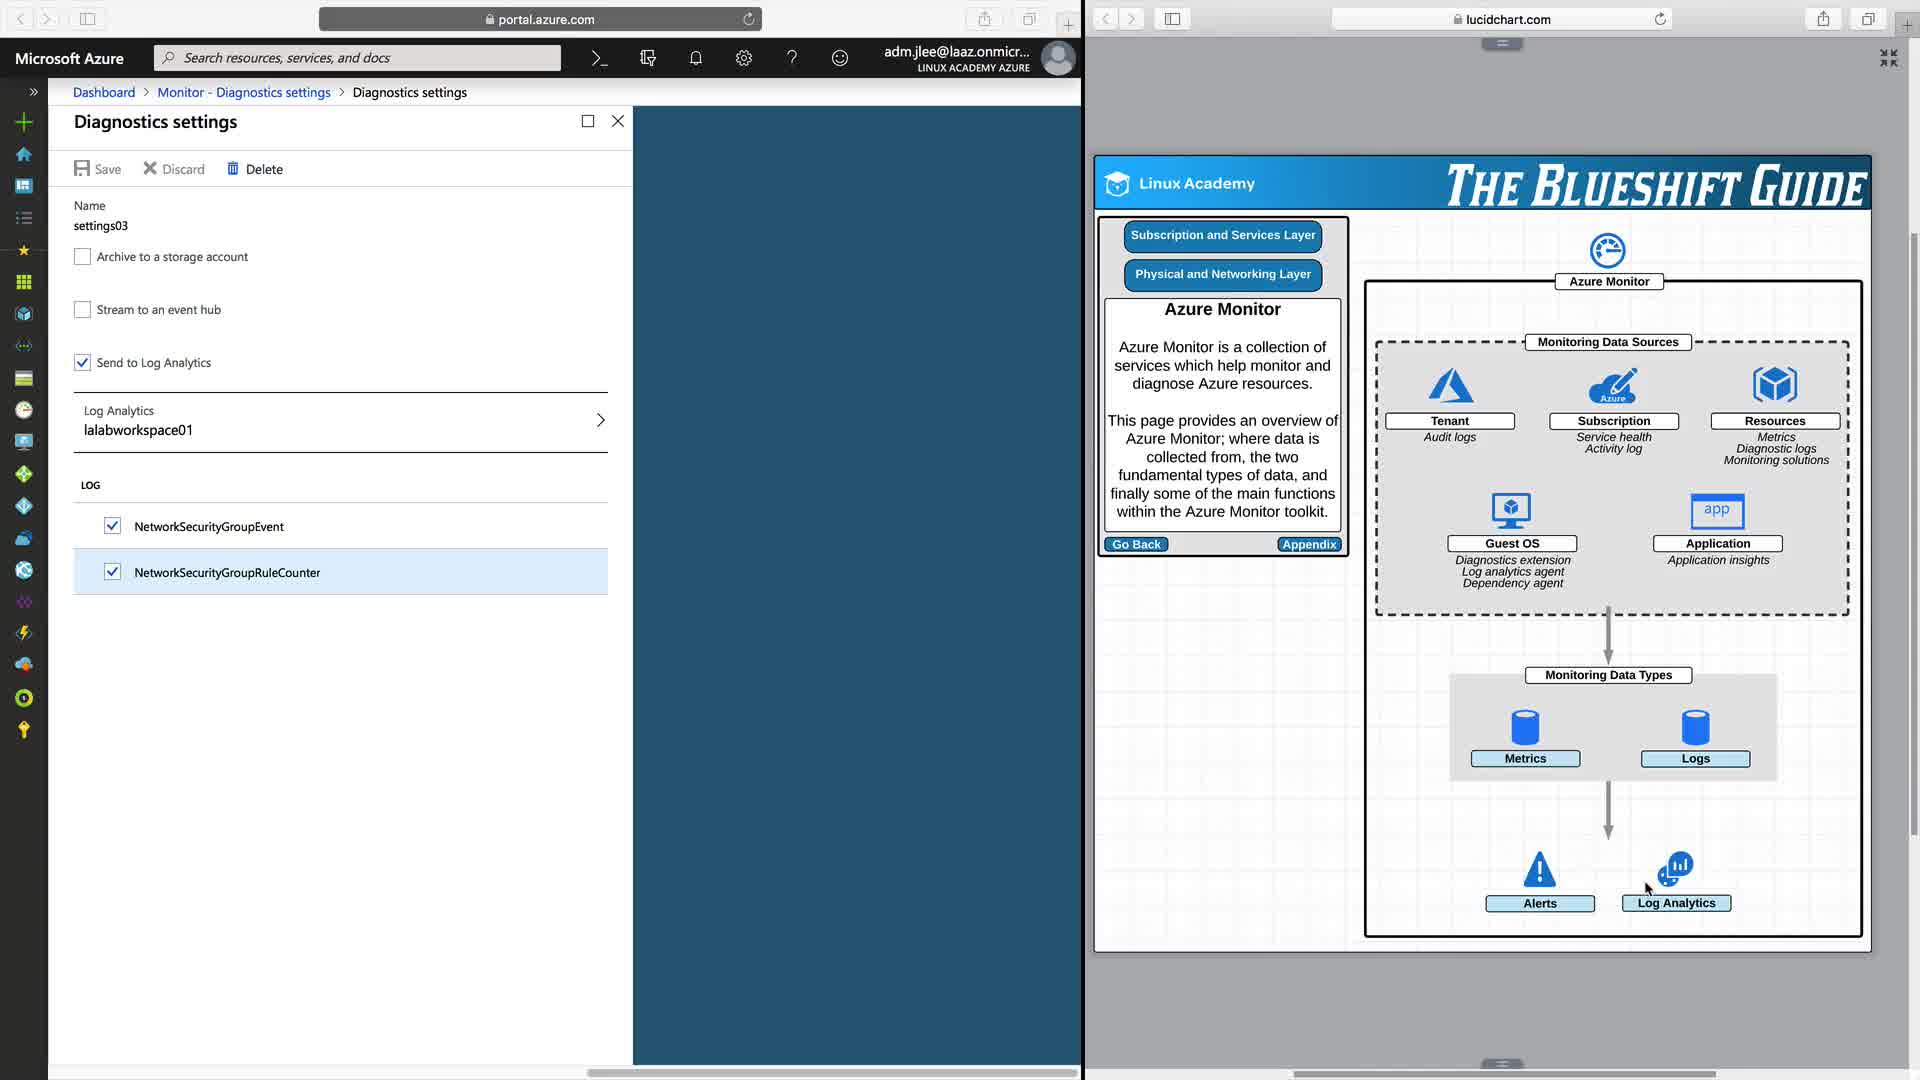 portal.azure.com
Microsoft Azure
Search resources, services, and docs
adm.jlee@laaz.onmicr...
LINUX ACADEMY AZURE
Dashboard > Monitor - Diagnostics settings > Diagnostics settings
Diagnostics settings
Save
Discard
Delete
Name
settings03
Archive to a storage account
Stream to an event hub
Send to Log Analytics
Log Analytics
lalabworkspace01
LOG
NetworkSecurityGroupEvent
NetworkSecurityGroupRuleCounter
lucidchart.com
Linux Academy
THE BLUESHIFT GUIDE
Subscription and Services Layer
Physical and Networking Layer
Azure Monitor
Azure Monitor is a collection of
services which help monitor and
diagnose Azure resources.
This page provides an overview of
Azure Monitor; where data is
collected from, the two
fundamental types of data, and
finally some of the main functions
within the Azure Monitor toolkit.
Go Back
Appendix
Azure Monitor
Monitoring Data Sources
Tenant
Audit logs
Azure
Subscription
Service health
Activity log
Resources
Metrics
Diagnostic logs
Monitoring solutions
Guest OS
Diagnostics extension
Log analytics agent
Dependency agent
app
Application
Application insights
Monitoring Data Types
Metrics
Logs
Alerts
Log Analytics